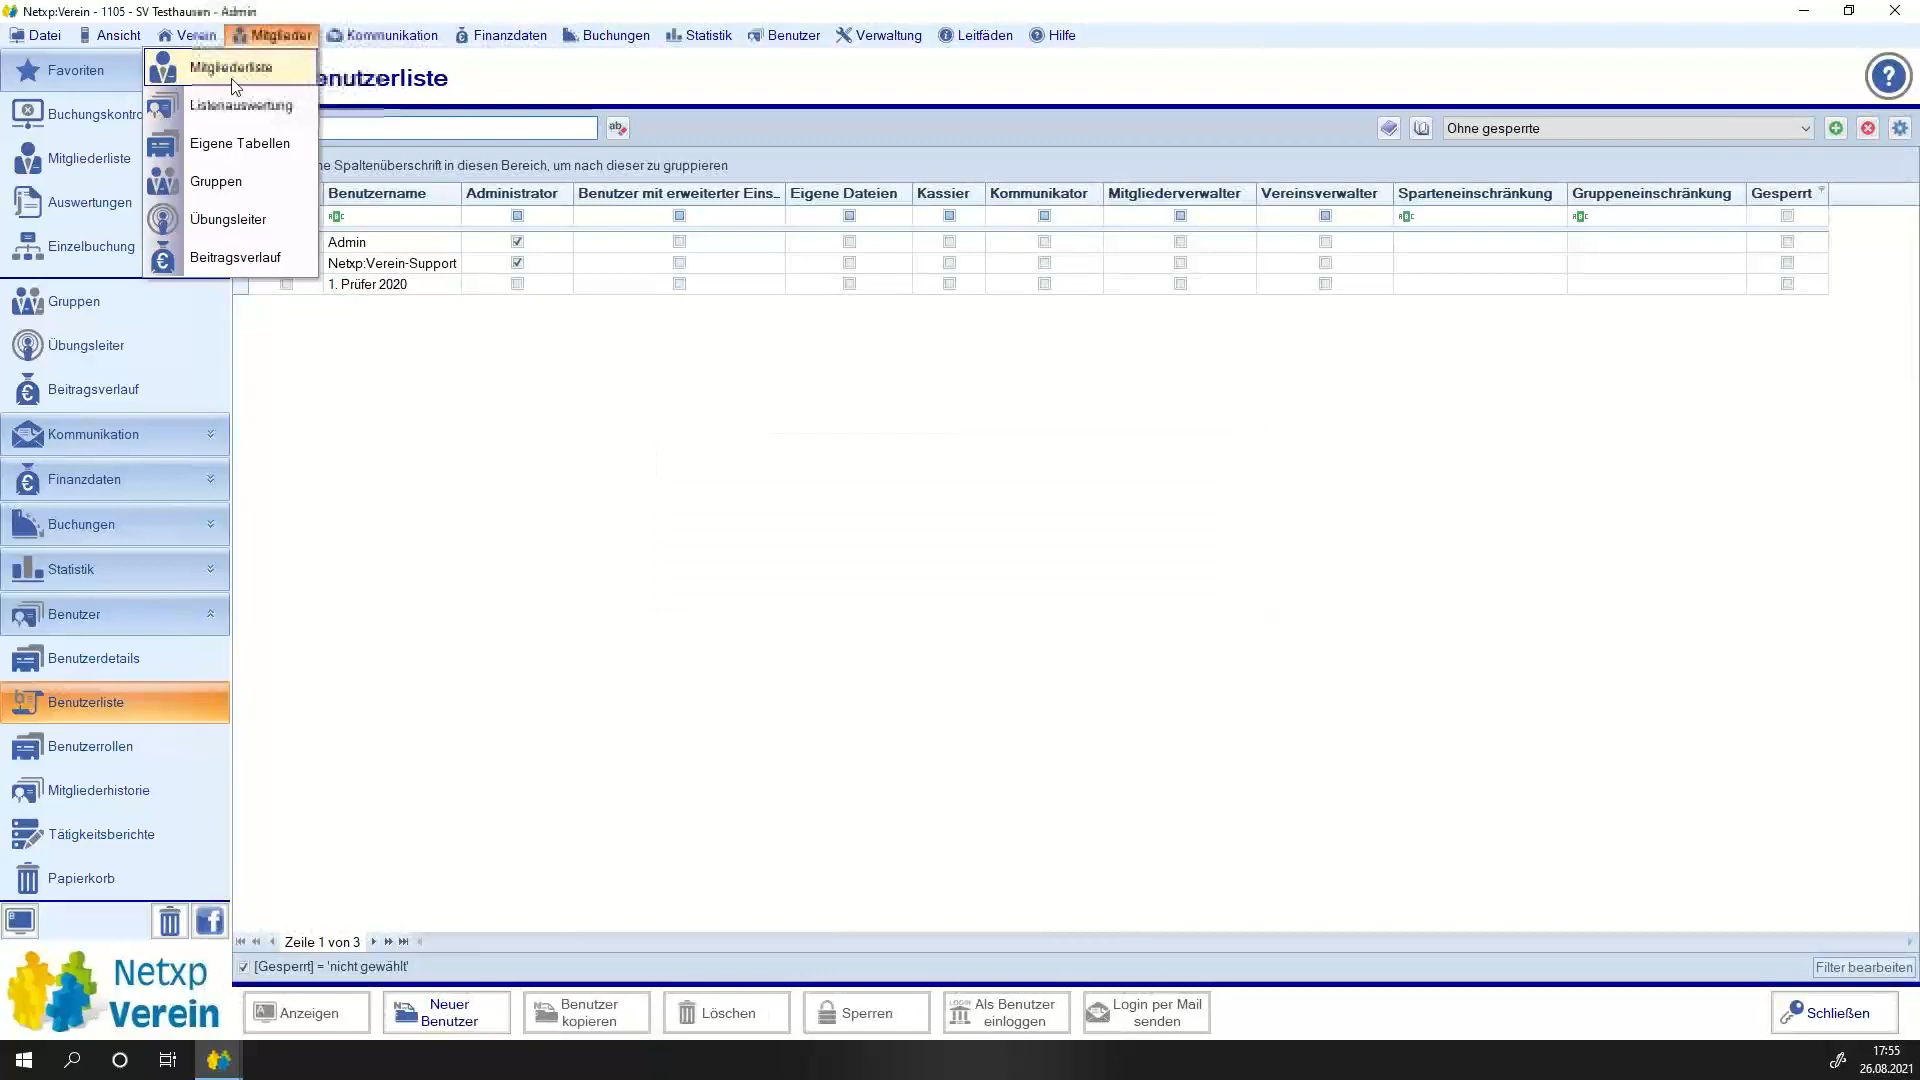 Netxp:Verein - 1105 - SV Testhausen - Admin
Datei Ansicht Verein Mitglieder Kommunikation Finanzdaten Buchungen Statistik Benutzer Verwaltung Leitfäden Hilfe
Favoriten
Buchungskontro
Mitgliederliste
Auswertungen
Einzelbuchung
Gruppen
Übungsleiter
Beitragsverlauf
Kommunikation
Finanzdaten
Buchungen
Statistik
Benutzer
Benutzerdetails
Benutzerliste
Benutzerrollen
Mitgliederhistorie
Tätigkeitsberichte
Papierkorb
Netxp
Verein
Mitgliederliste
Listenauswertung
Eigene Tabellen
Gruppen
Übungsleiter
Beitragsverlauf
enutzerliste
Ohne gesperrte
ne Spaltenüberschrift in diesen Bereich, um nach dieser zu gruppieren
Benutzername Administrator Benutzer mit erweiterter Eins... Eigene Dateien Kassier Kommunikator Mitgliederverwalter Vereinsverwalter Sparteneinschränkung Gruppeneinschränkung Gesperrt
Admin
Netxp:Verein-Support
1. Prüfer 2020
Zeile 1 von 3
[Gesperrt] = 'nicht gewählt'
Filter bearbeiten
Anzeigen
Neuer
Benutzer
Benutzer
kopieren
Löschen
Sperren
Als Benutzer
einloggen
Login per Mail
senden
Schließen
17:55
26.08.2021